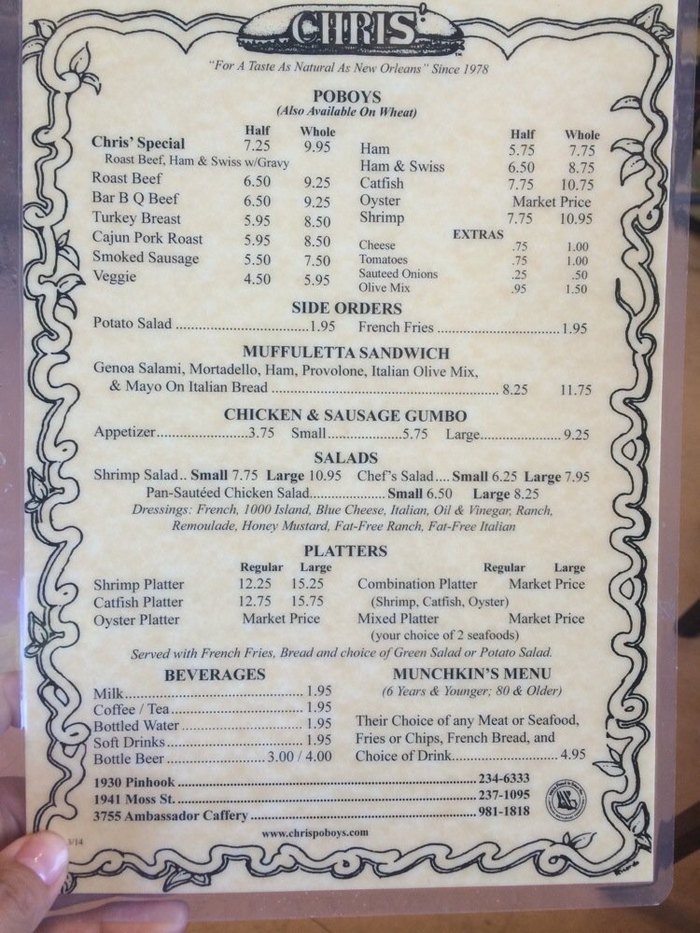 CHRIS'
"For A Taste As Natural As New Orleans" Since 1978
POBOYS
(Also Available On Wheat)
Half Whole
Chris' Special 7.25 9.95
Roast Beef, Ham & Swiss w/Gravy
Roast Beef 6.50 9.25
Bar B Q Beef 6.50 9.25
Turkey Breast 5.95 8.50
Cajun Pork Roast 5.95 8.50
Smoked Sausage 5.50 7.50
Veggie 4.50 5.95
Half Whole
Ham 5.75 7.75
Ham & Swiss 6.50 8.75
Catfish 7.75 10.75
Oyster Market Price
Shrimp 7.75 10.95
EXTRAS
Cheese .75 1.00
Tomatoes .75 1.00
Sauteed Onions .25 .50
Olive Mix .95 1.50
SIDE ORDERS
Potato Salad ................................1.95 French Fries ..............................1.95
MUFFULETTA SANDWICH
Genoa Salami, Mortadello, Ham, Provolone, Italian Olive Mix,
& Mayo On Italian Bread ........................................................ 8.25 11.75
CHICKEN & SAUSAGE GUMBO
Appetizer......................3.75 Small..................5.75 Large....................9.25
SALADS
Shrimp Salad.. Small 7.75 Large 10.95 Chef's Salad.... Small 6.25 Large 7.95
Pan-Sautéed Chicken Salad................... Small 6.50 Large 8.25
Dressings: French, 1000 Island, Blue Cheese, Italian, Oil & Vinegar, Ranch,
Remoulade, Honey Mustard, Fat-Free Ranch, Fat-Free Italian
PLATTERS
Regular Large
Shrimp Platter 12.25 15.25
Catfish Platter 12.75 15.75
Oyster Platter Market Price
Regular Large
Combination Platter Market Price
(Shrimp, Catfish, Oyster)
Mixed Platter Market Price
(your choice of 2 seafoods)
Served with French Fries, Bread and choice of Green Salad or Potato Salad.
BEVERAGES
Milk.............................................. 1.95
Coffee / Tea................................... 1.95
Bottled Water................................ 1.95
Soft Drinks................................... 1.95
Bottle Beer.......................... 3.00 / 4.00
MUNCHKIN'S MENU
(6 Years & Younger; 80 & Older)
Their Choice of any Meat or Seafood,
Fries or Chips, French Bread, and
Choice of Drink.......................... 4.95
1930 Pinhook ........................................................................ 234-6333
1941 Moss St. ........................................................................ 237-1095
3755 Ambassador Caffery ...................................................... 981-1818
www.chrispoboys.com